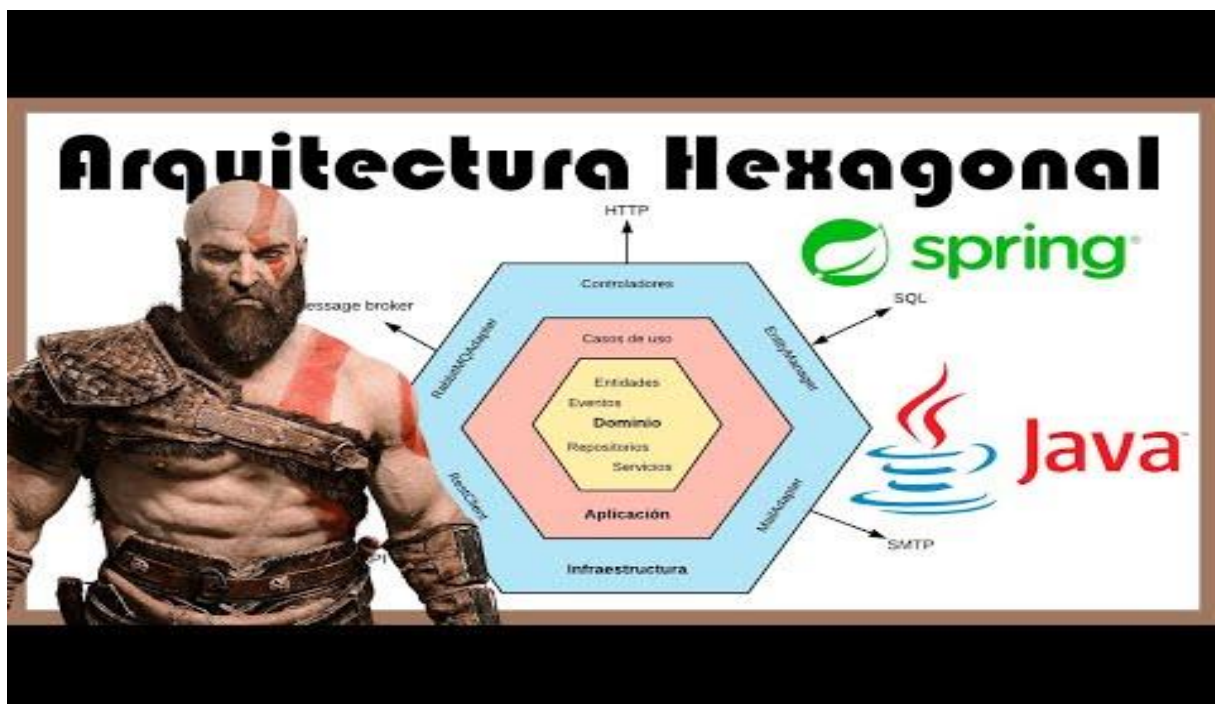 Arquitectura Hexagonal
HTTP
spring
Controladores
SQL
essage broker
RabbitMQAdapter
EntityManager
Casos de uso
Entidades
Eventos
Dominio
Repositorios
Servicios
Java
RestClient
MailAdapter
Aplicación
SMTP
PI
Infraestructura